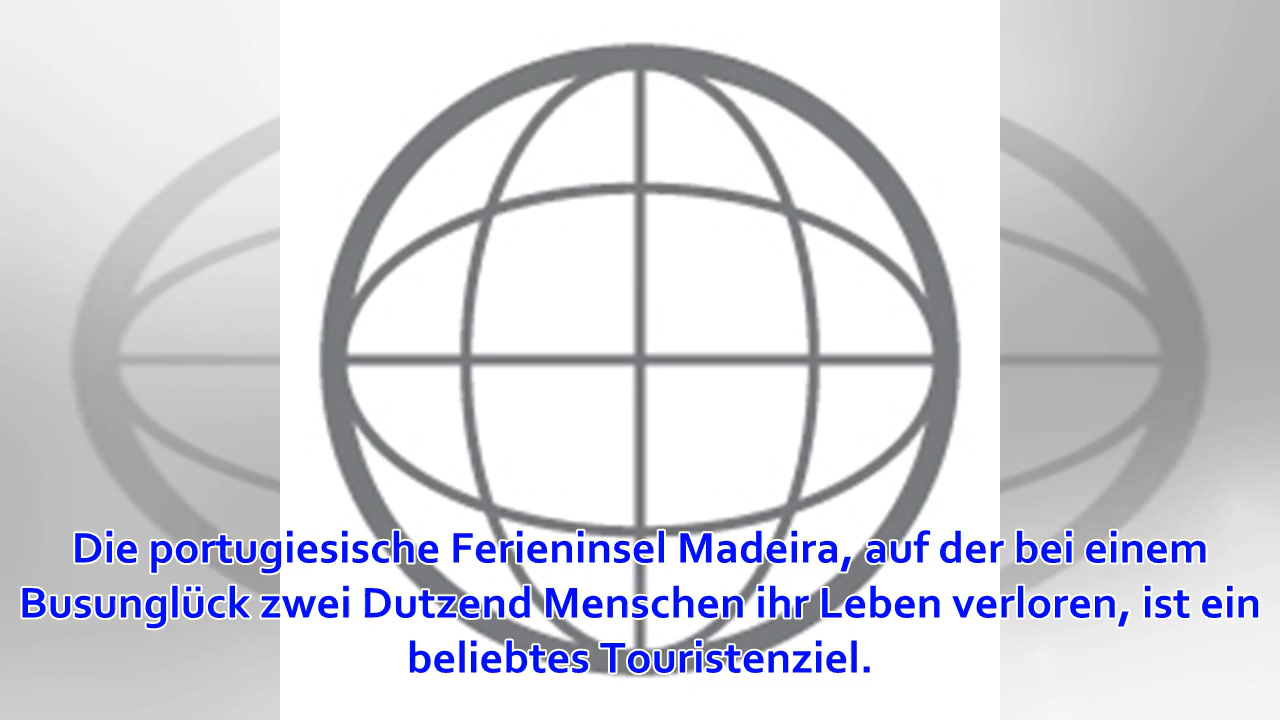 Die portugiesische Ferieninsel Madeira, auf der bei einem
Busunglück zwei Dutzend Menschen ihr Leben verloren, ist ein
beliebtes Touristenziel.